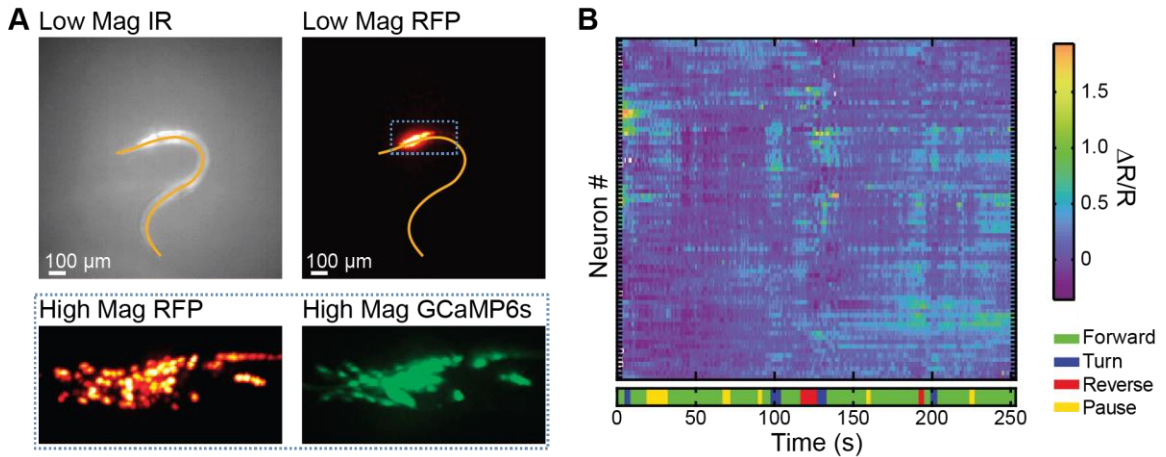 A
Low Mag IR
Low Mag RFP
100 µm
100 µm
High Mag RFP
High Mag GCaMP6s
B
Neuron #
1.5
1.0
0.5
0
ΔR/R
Forward
Turn
Reverse
Pause
0 50 100 150 200 250
Time (s)